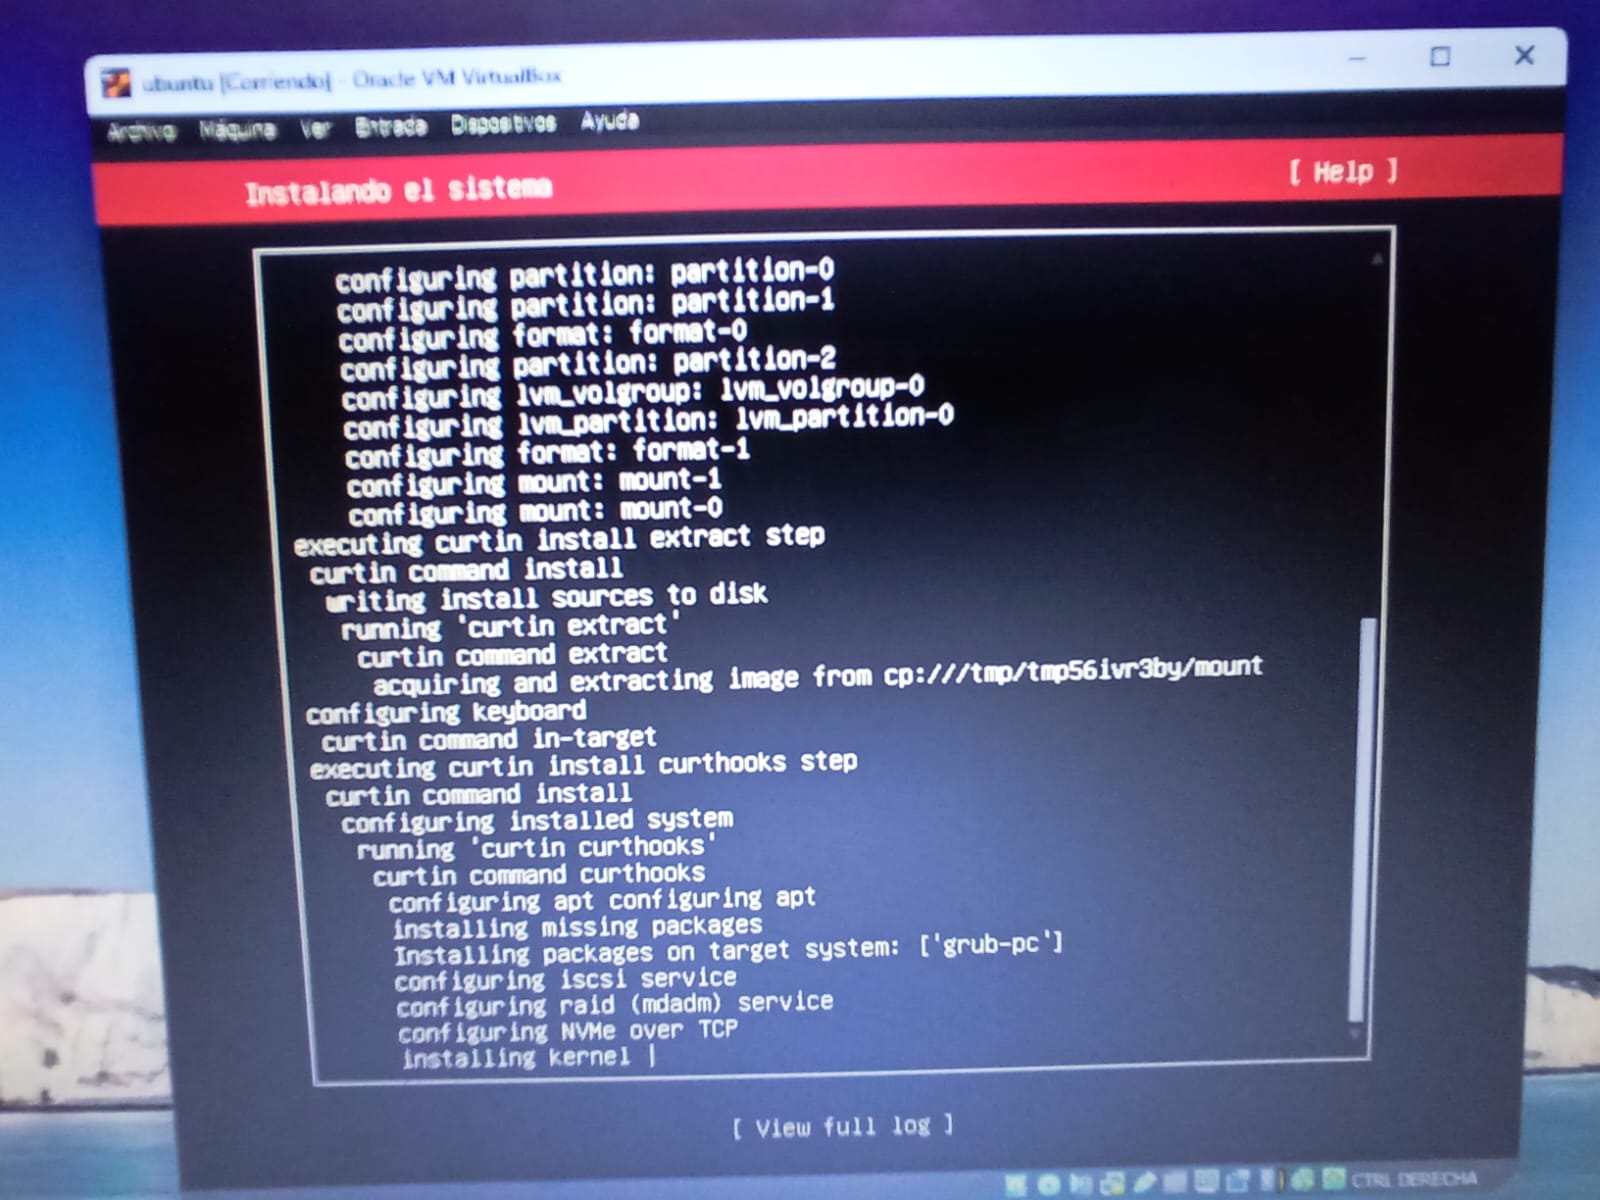 ubuntu [Corriendo] - Oracle VM VirtualBox
Archivo Máquina Ver Entrada Dispositivos Ayuda
Instalando el sistema [ Help ]
configuring partition: partition-0
configuring partition: partition-1
configuring format: format-0
configuring partition: partition-2
configuring lvm_volgroup: lvm_volgroup-0
configuring lvm_partition: lvm_partition-0
configuring format: format-1
configuring mount: mount-1
configuring mount: mount-0
executing curtin install extract step
curtin command install
writing install sources to disk
running 'curtin extract'
curtin command extract
acquiring and extracting image from cp:///tmp/tmp56ivr3by/mount
configuring keyboard
curtin command in-target
executing curtin install curthooks step
curtin command install
configuring installed system
running 'curtin curthooks'
curtin command curthooks
configuring apt configuring apt
installing missing packages
Installing packages on target system: ['grub-pc']
configuring iscsi service
configuring raid (mdadm) service
configuring NVMe over TCP
installing kernel |
[ View full log ]
CTRL DERECHA